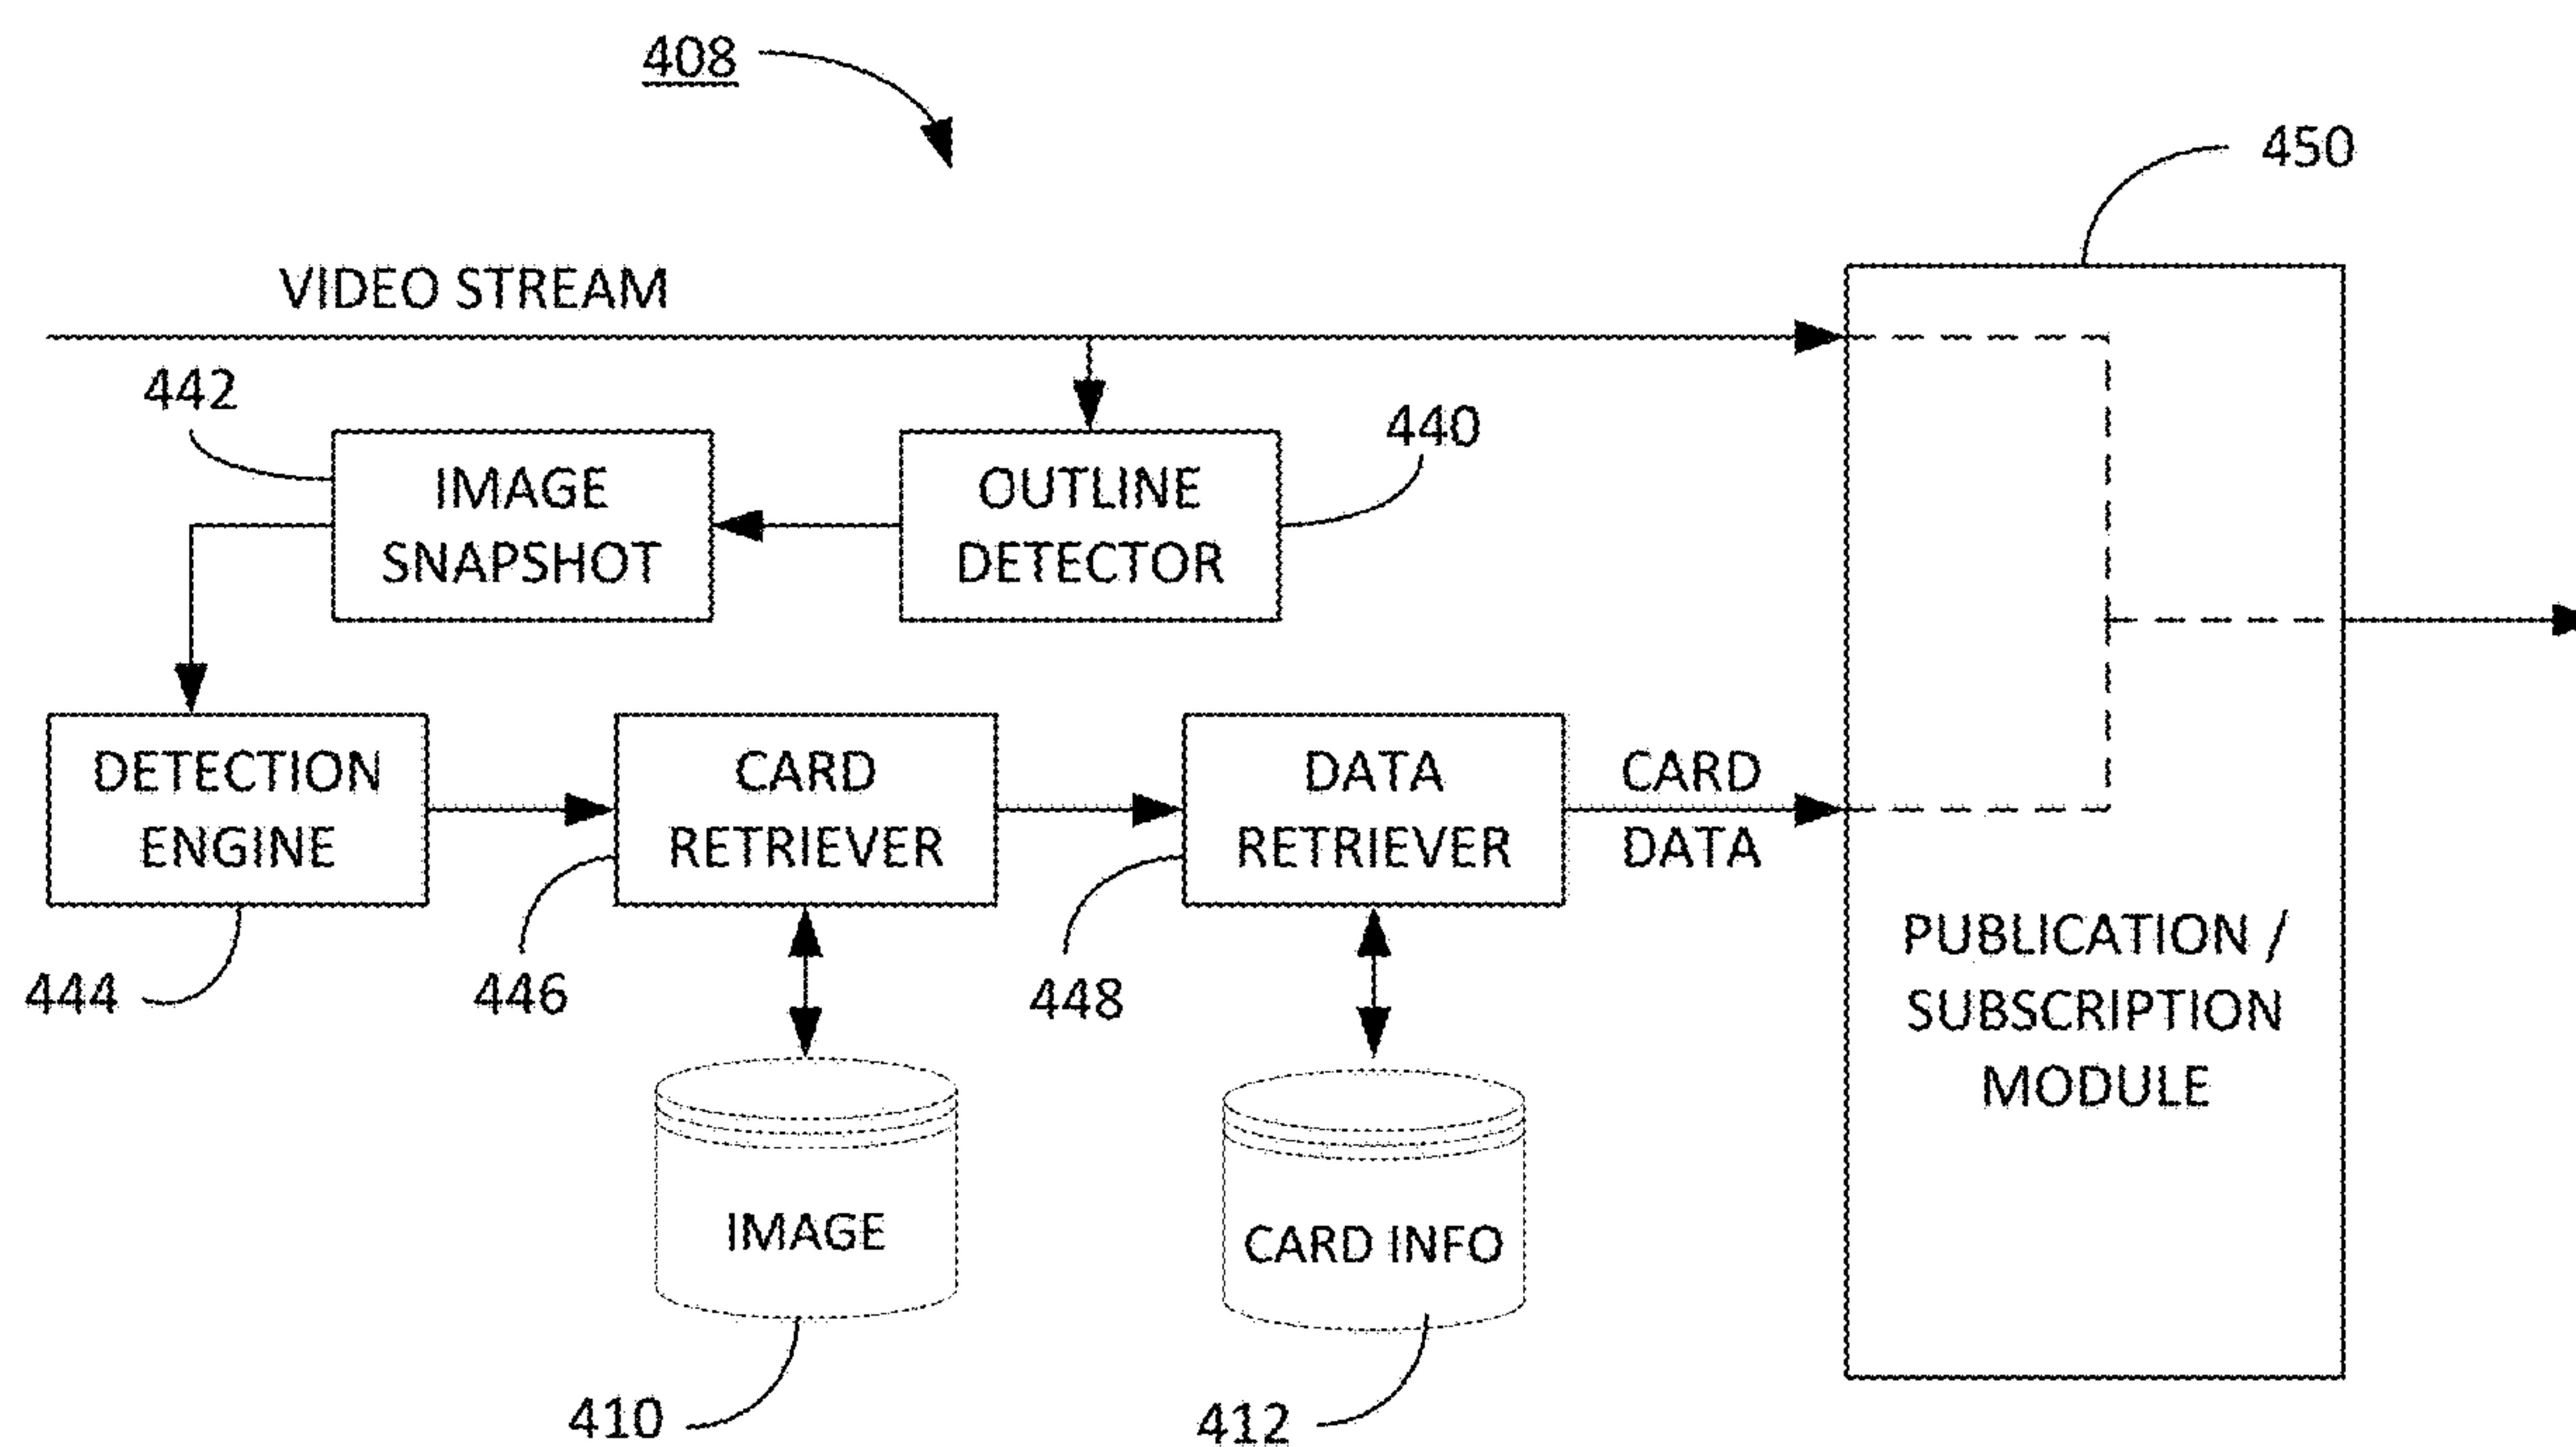 408
450
VIDEO STREAM
442
440
IMAGE
SNAPSHOT
OUTLINE
DETECTOR
DETECTION
ENGINE
CARD
RETRIEVER
DATA
RETRIEVER
CARD
DATA
444
446
448
PUBLICATION /
SUBSCRIPTION
MODULE
IMAGE
CARD INFO
410
412